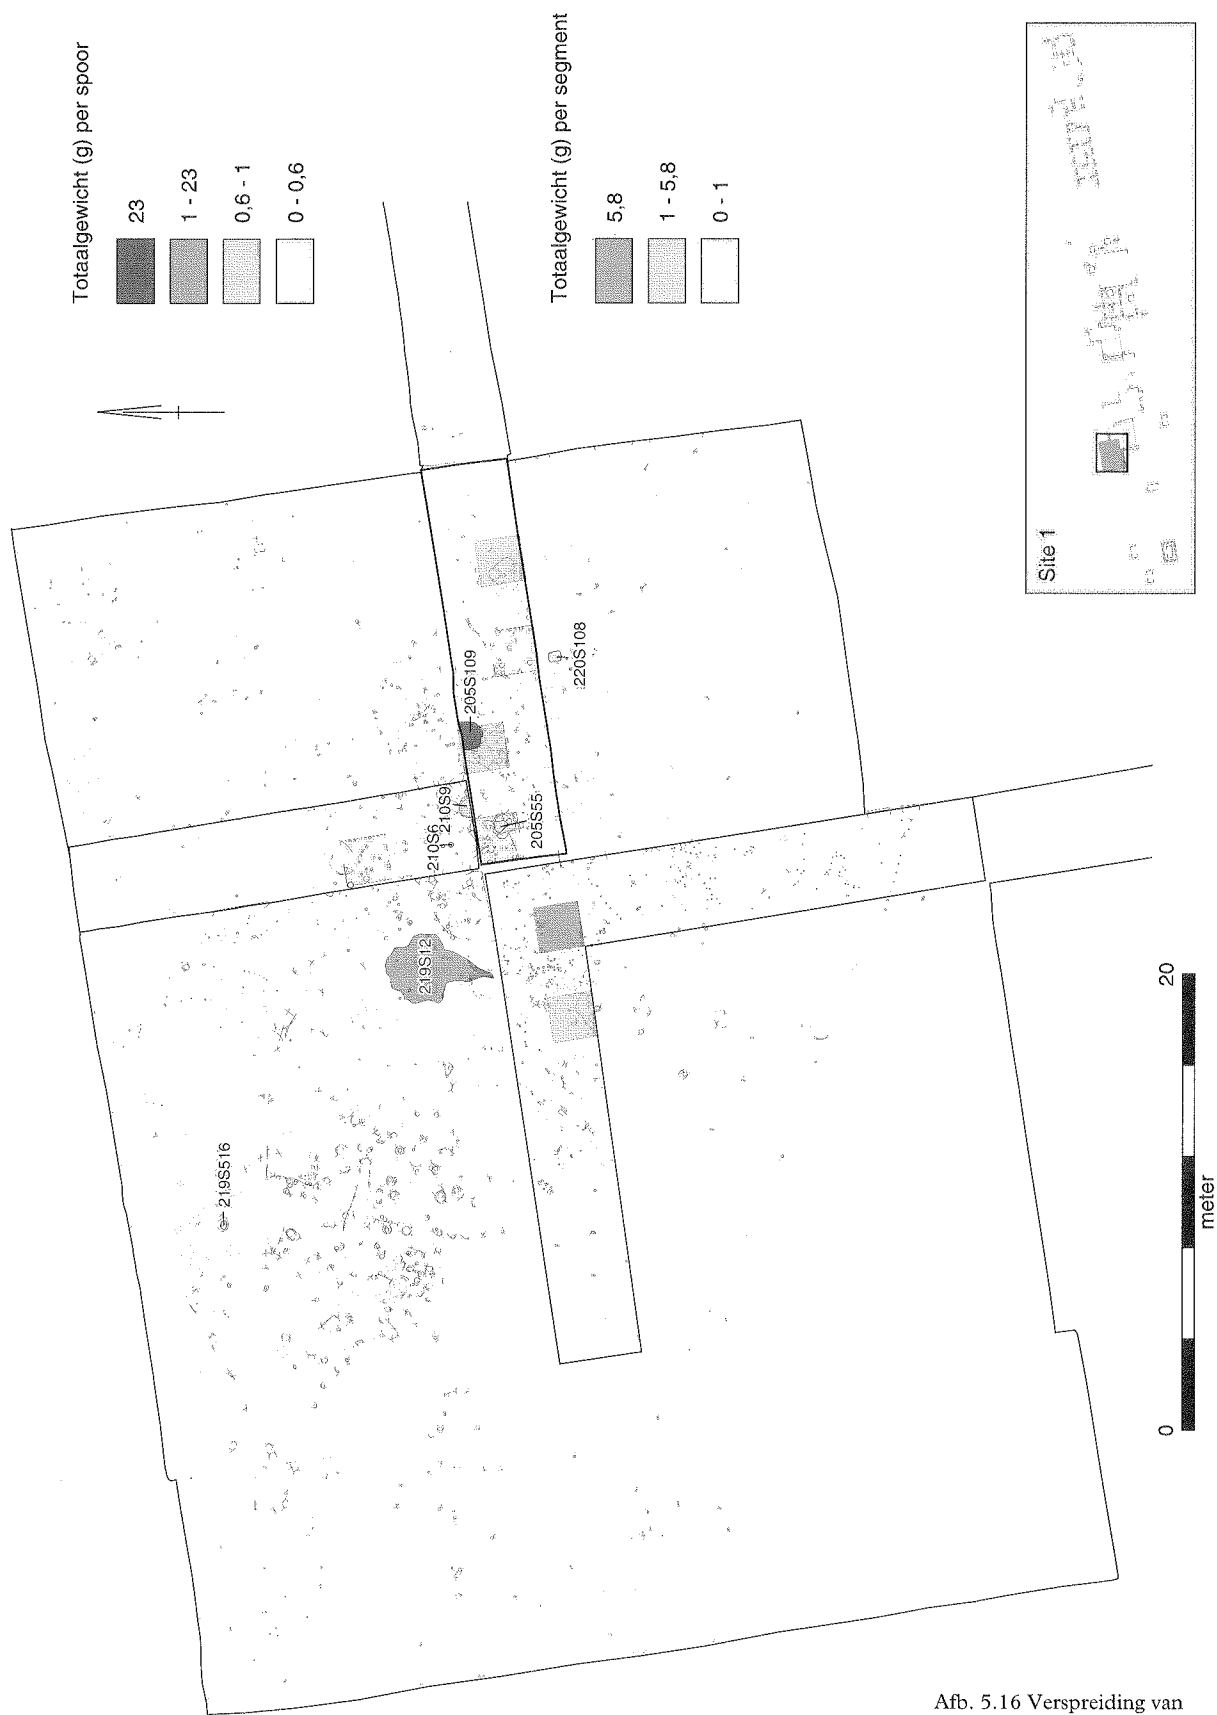 Totaalgewicht (g) per spoor
23
1 - 23
0,6 - 1
0 - 0,6
Totaalgewicht (g) per segment
5,8
1 - 5,8
0 - 1
205S109
220S108
210S9
210S6
205S55
219S12
219S516
Site 1
0
20
meter
Afb. 5.16 Verspreiding van